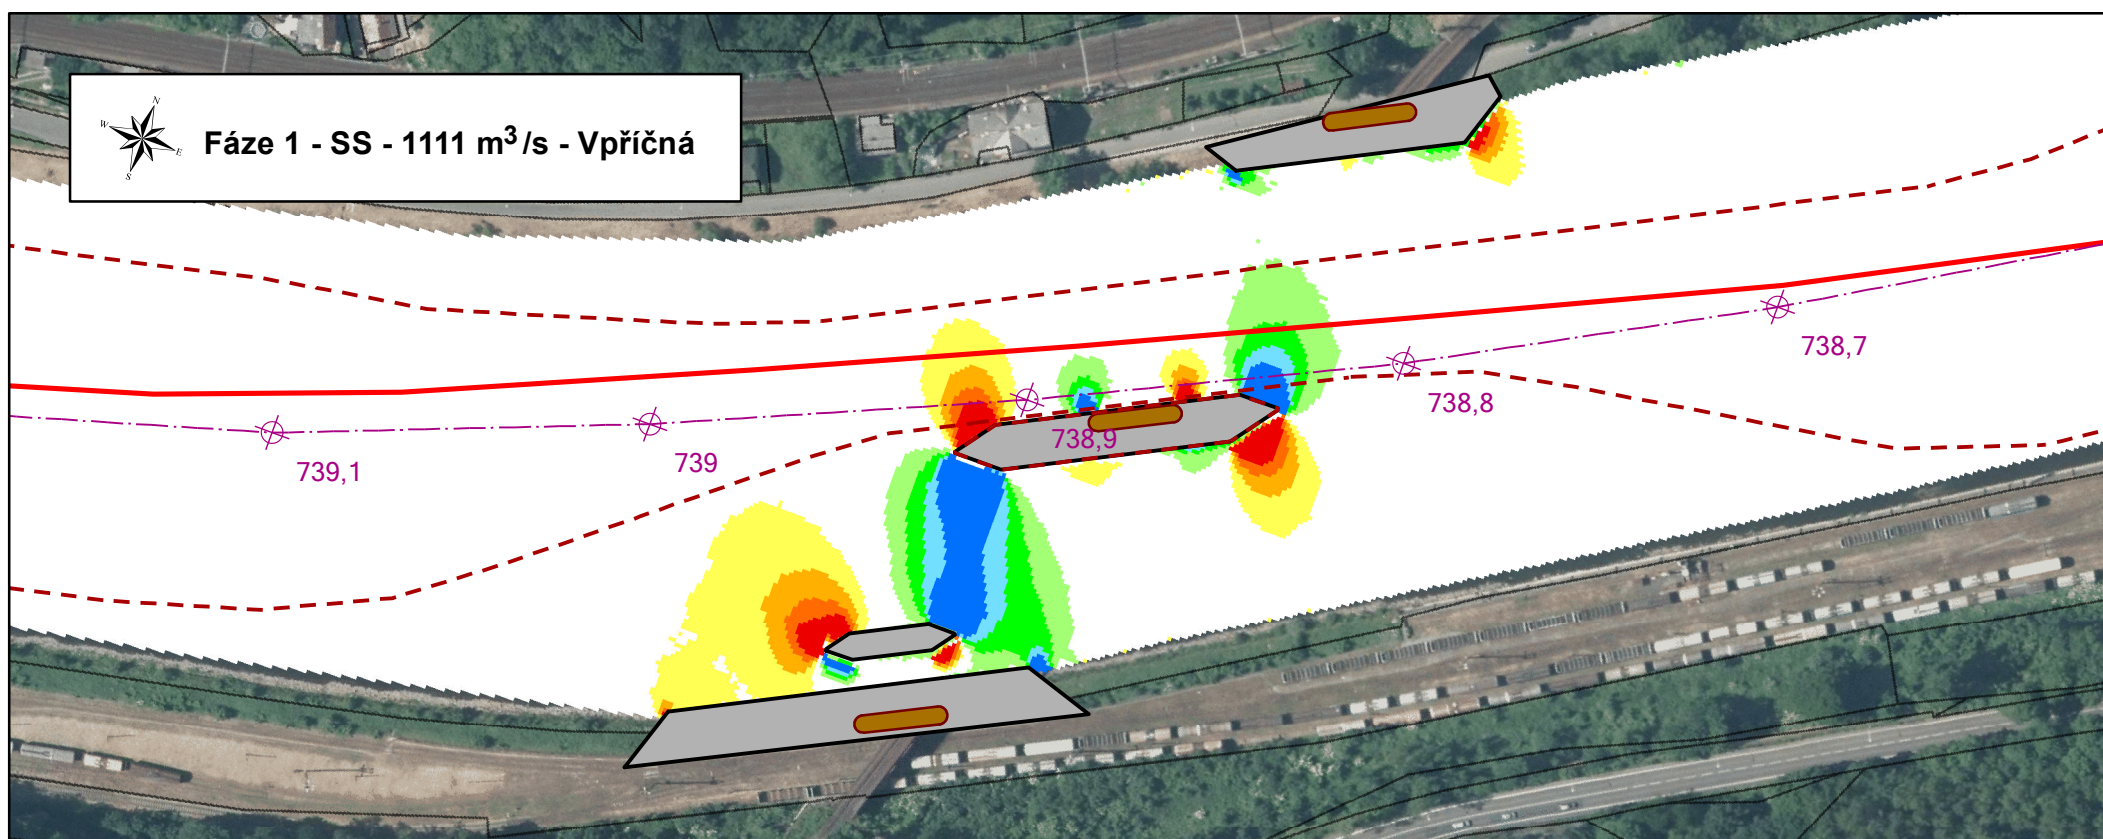 N
W
E
S
Fáze 1 - SS - 1111 m³/s - Vpříčná
738,7
738,8
738,9
739
739,1